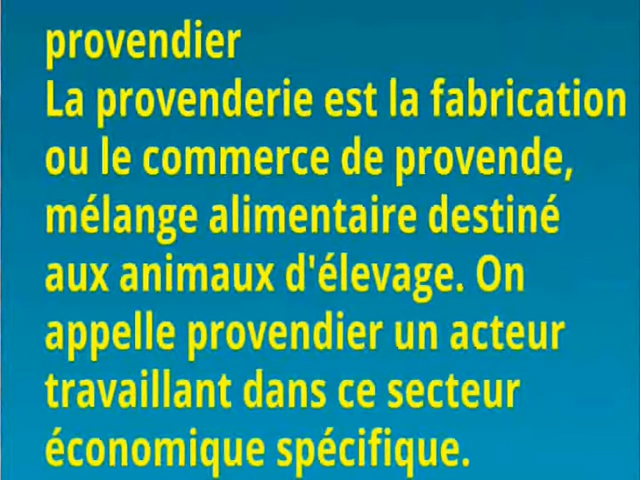 provendier
La provenderie est la fabrication
ou le commerce de provende,
mélange alimentaire destiné
aux animaux d'élevage. On
appelle provendier un acteur
travaillant dans ce secteur
économique spécifique.